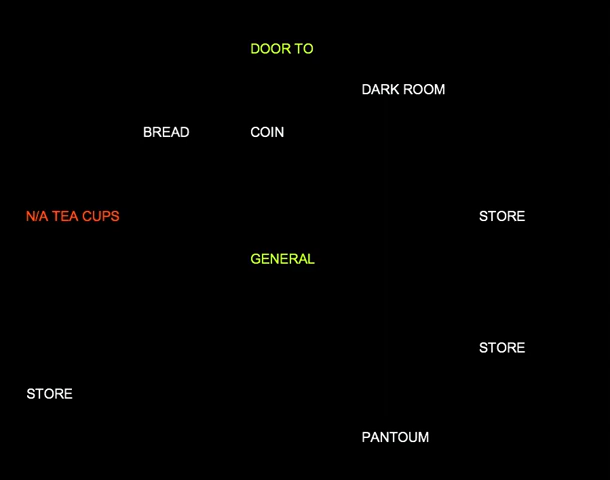 DOOR TO
DARK ROOM
BREAD
COIN
N/A TEA CUPS
STORE
GENERAL
STORE
STORE
PANTOUM